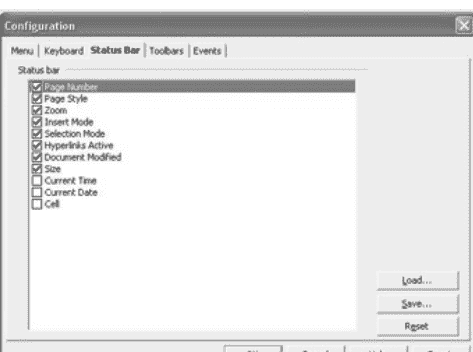 Configuration
Menu Keyboard Status Bar Toolbars Events
Status bar
Page Number
Page Style
Zoom
Insert Mode
Selection Mode
Hyperlinks Active
Document Modified
Size
Current Time
Current Date
Cell
Load...
Save...
Reset